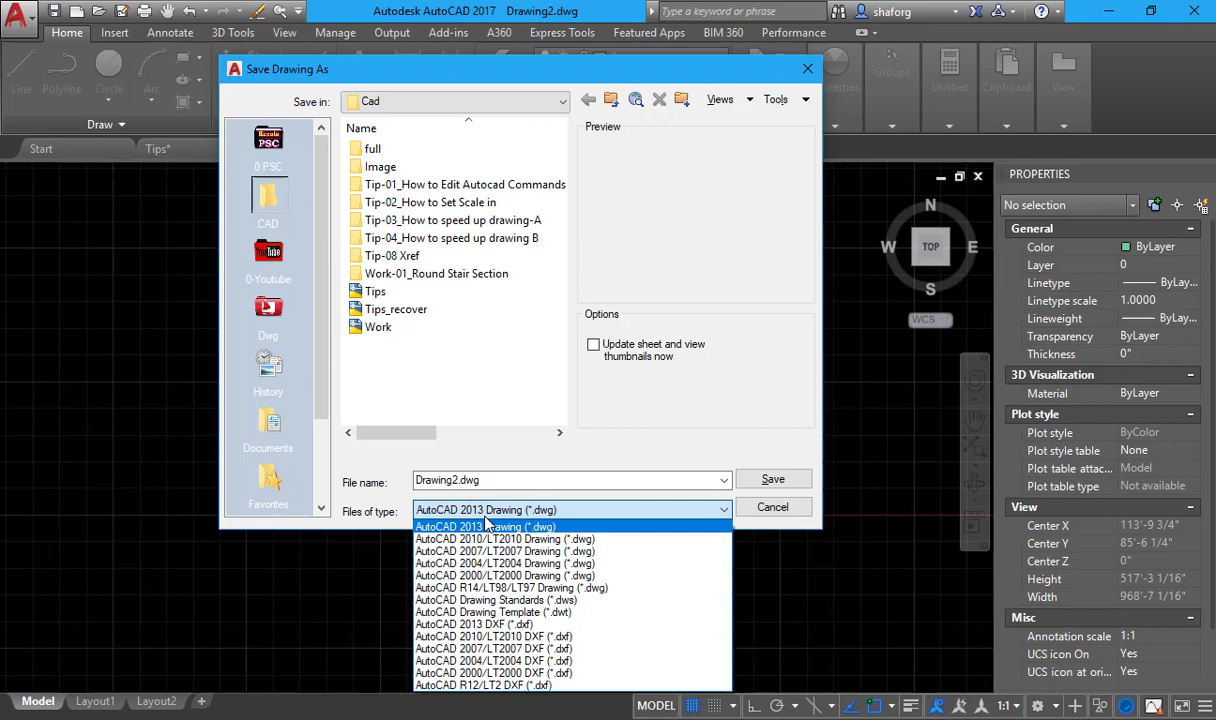 Autodesk AutoCAD 2017 Drawing2.dwg
Type a keyword or phrase
shaforg
Home Insert Annotate 3D Tools View Manage Output Add-ins A360 Express Tools Featured Apps BIM 360 Performance
Line Polyline Circle Arc
Groups Utilities Clipboard View
Draw
Start Tips*
Save Drawing As
Save in: Cad
Views Tools
Name
full
Image
Tip-01_How to Edit Autocad Commands
Tip-02_How to Set Scale in
Tip-03_How to speed up drawing-A
Tip-04_How to speed up drawing B
Tip-08 Xref
Work-01_Round Stair Section
Tips
Tips_recover
Work
0 PSC
CAD
0-Youtube
Dwg
History
Documents
Favorites
Preview
Options
Update sheet and view
thumbnails now
File name: Drawing2.dwg
Save
Files of type: AutoCAD 2013 Drawing (*.dwg)
Cancel
AutoCAD 2013 Drawing (*.dwg)
AutoCAD 2010/LT2010 Drawing (*.dwg)
AutoCAD 2007/LT2007 Drawing (*.dwg)
AutoCAD 2004/LT2004 Drawing (*.dwg)
AutoCAD 2000/LT2000 Drawing (*.dwg)
AutoCAD R14/LT98/LT97 Drawing (*.dwg)
AutoCAD Drawing Standards (*.dws)
AutoCAD Drawing Template (*.dwt)
AutoCAD 2013 DXF (*.dxf)
AutoCAD 2010/LT2010 DXF (*.dxf)
AutoCAD 2007/LT2007 DXF (*.dxf)
AutoCAD 2004/LT2004 DXF (*.dxf)
AutoCAD 2000/LT2000 DXF (*.dxf)
AutoCAD R12/LT2 DXF (*.dxf)
N
W TOP E
S
WCS
PROPERTIES
No selection
General
Color ByLayer
Layer 0
Linetype ByLay...
Linetype scale 1.0000
Lineweight ByLay...
Transparency ByLayer
Thickness 0"
3D Visualization
Material ByLayer
Plot style
Plot style ByColor
Plot style table None
Plot table attac... Model
Plot table type Not available
View
Center X 113'-9 3/4"
Center Y 85'-6 1/4"
Center Z 0"
Height 517'-3 1/16"
Width 968'-7 1/16"
Misc
Annotation scale 1:1
UCS icon On Yes
UCS icon at ori... Yes
Model Layout1 Layout2 +
MODEL 1:1